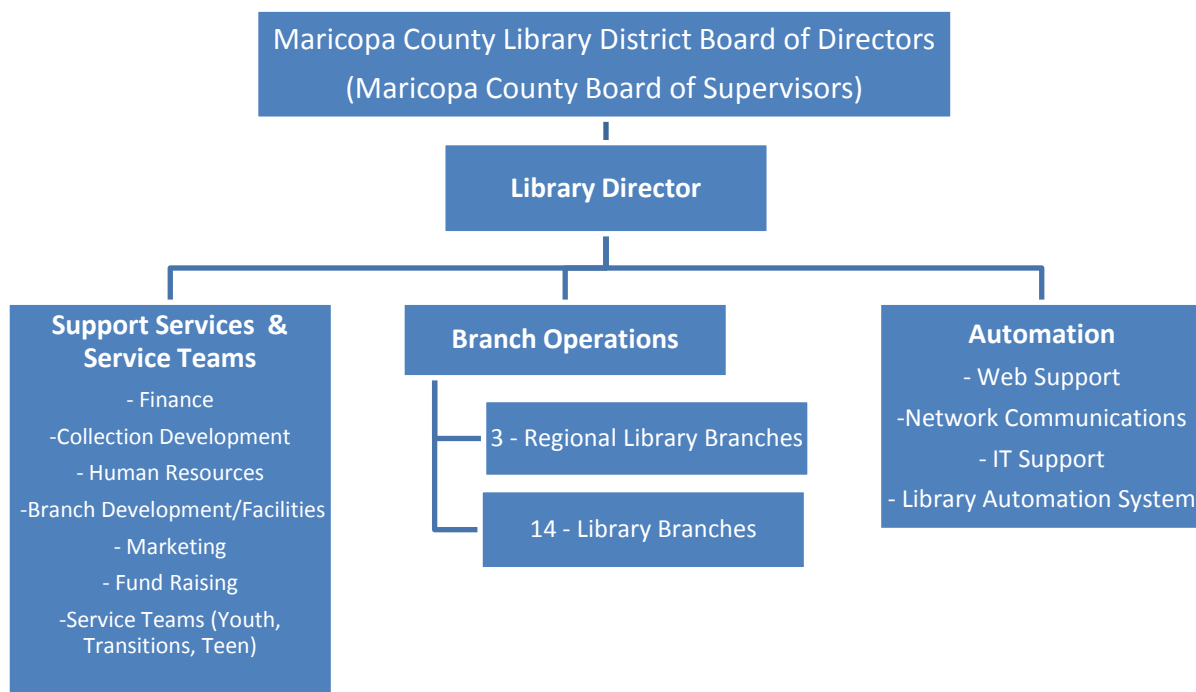 Maricopa County Library District Board of Directors
(Maricopa County Board of Supervisors)
Library Director
Support Services &
Service Teams
- Finance
-Collection Development
- Human Resources
-Branch Development/Facilities
- Marketing
- Fund Raising
-Service Teams (Youth,
Transitions, Teen)
Branch Operations
3 - Regional Library Branches
14 - Library Branches
Automation
- Web Support
-Network Communications
- IT Support
- Library Automation System